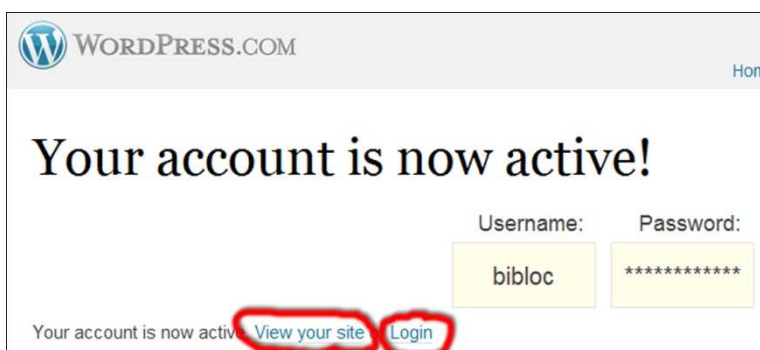 WORDPRESS.COM
Hom
Your account is now active!
Username: Password:
bibloc ************
Your account is now active. View your site Login